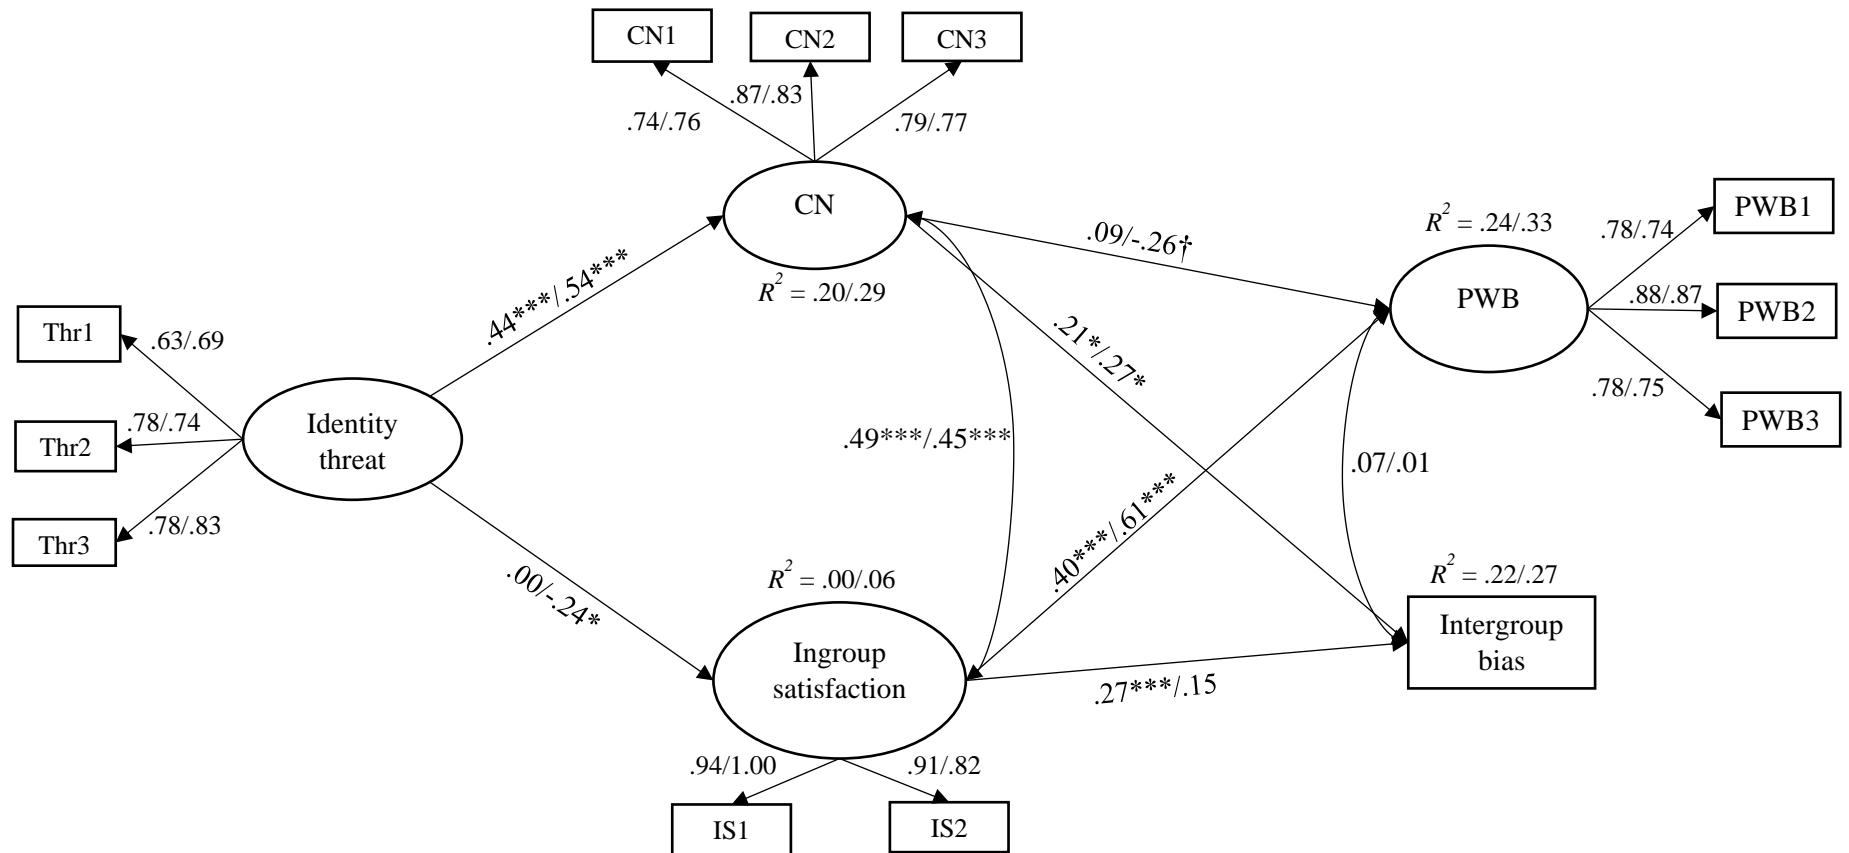 CN1
CN2
CN3
.87/.83
.74/.76
.79/.77
CN
R² = .20/.29
.44***/.54***
.09/-.26†
R² = .24/.33
PWB
.78/.74
PWB1
.88/.87
PWB2
.78/.75
PWB3
Thr1
.63/.69
Thr2
.78/.74
Thr3
.78/.83
Identity
threat
.21*/.27*
.49***/.45***
.07/.01
.40***/.61***
.00/-.24*
R² = .00/.06
Ingroup
satisfaction
R² = .22/.27
Intergroup
bias
.27***/.15
.94/1.00
.91/.82
IS1
IS2